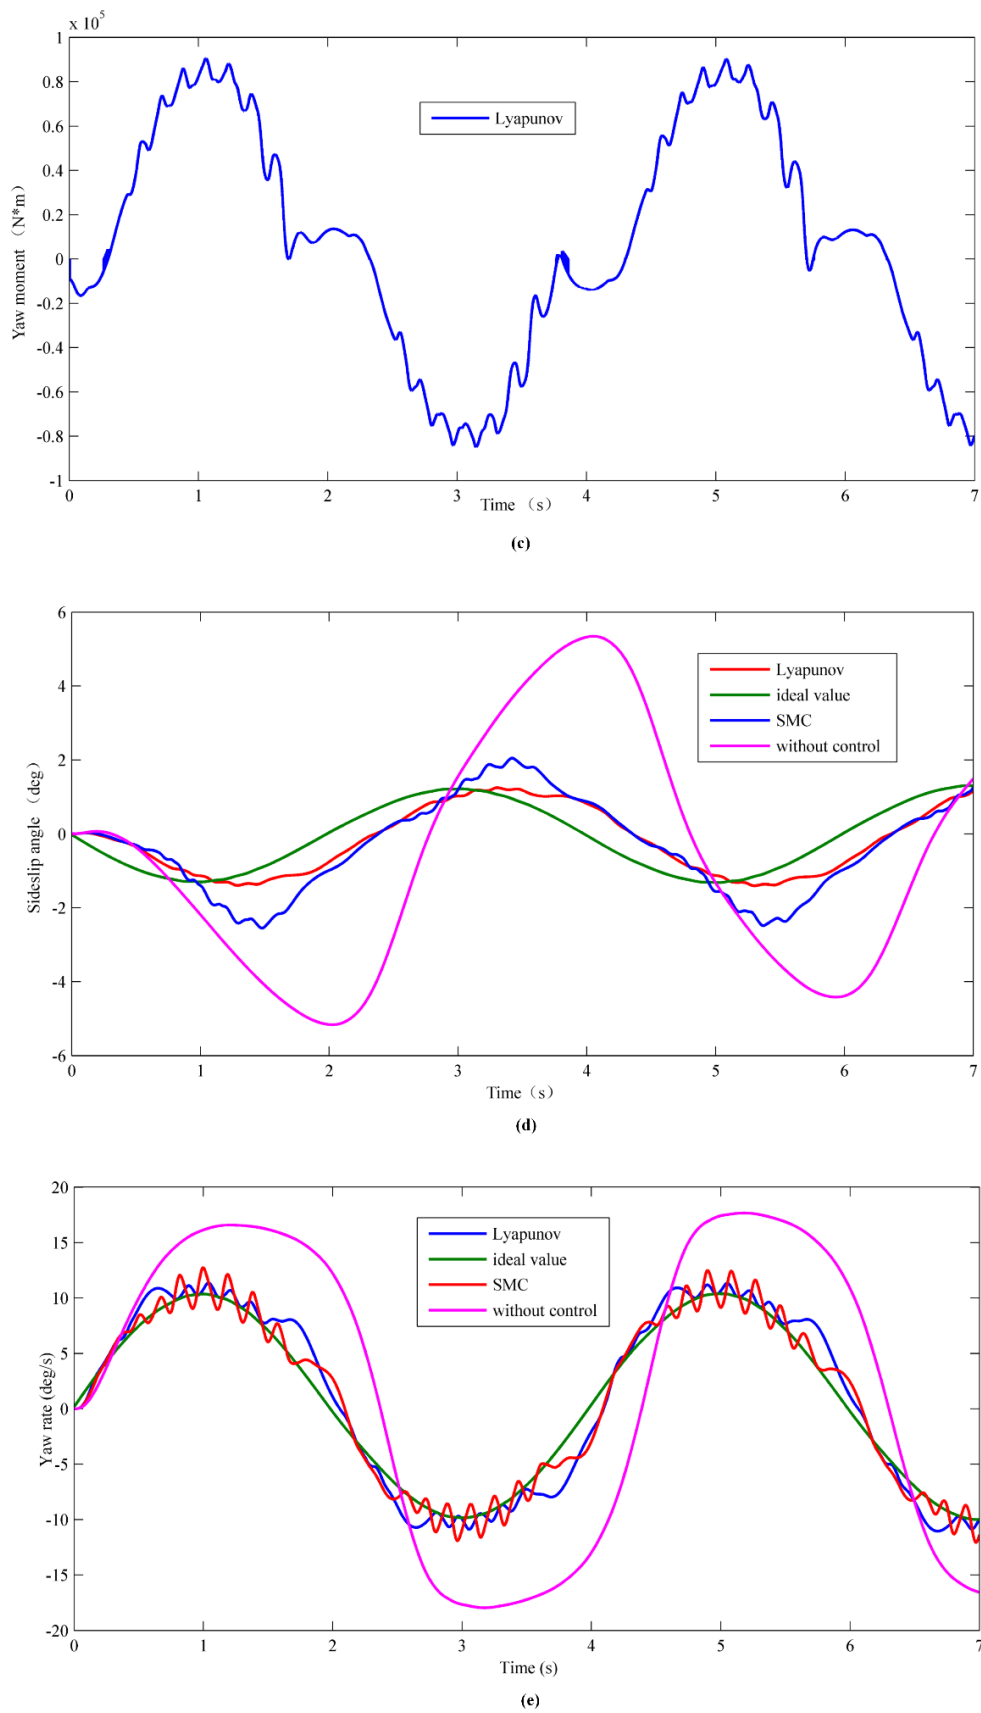 x 10⁵
1
0.8
0.6
0.4
0.2
0
-0.2
-0.4
-0.6
-0.8
-1
Yaw moment（N*m）
Lyapunov
0 1 2 3 4 5 6 7
Time （s）
(c)
6
4
2
0
-2
-4
-6
Sideslip angle（deg）
Lyapunov
ideal value
SMC
without control
0 1 2 3 4 5 6 7
Time（s）
(d)
20
15
10
5
0
-5
-10
-15
-20
Yaw rate (deg/s)
Lyapunov
ideal value
SMC
without control
0 1 2 3 4 5 6 7
Time (s)
(e)